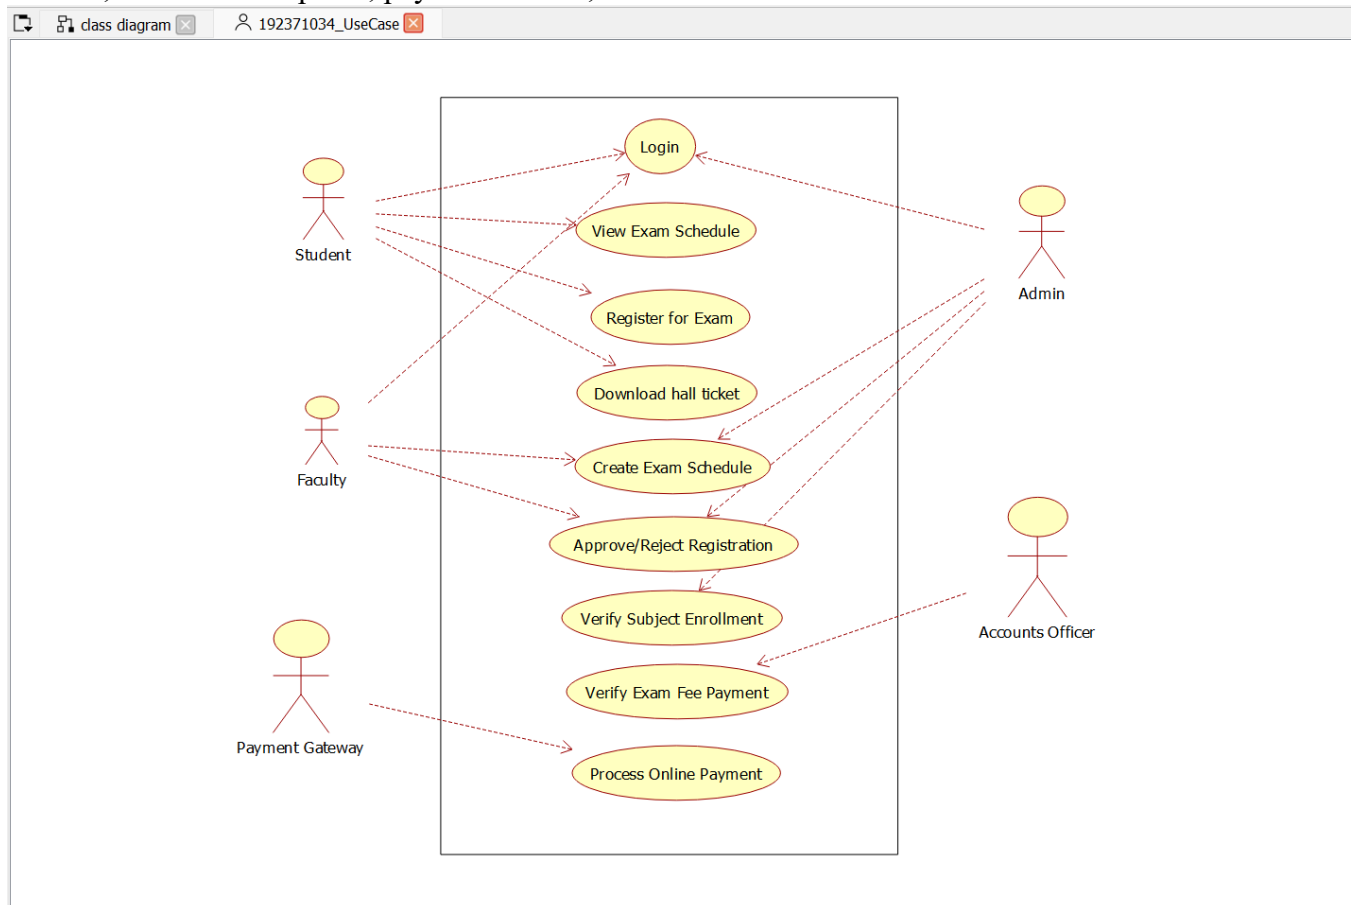 class diagram
192371034_UseCase
Login
View Exam Schedule
Student
Admin
Register for Exam
Download hall ticket
Create Exam Schedule
Faculty
Approve/Reject Registration
Verify Subject Enrollment
Accounts Officer
Verify Exam Fee Payment
Payment Gateway
Process Online Payment